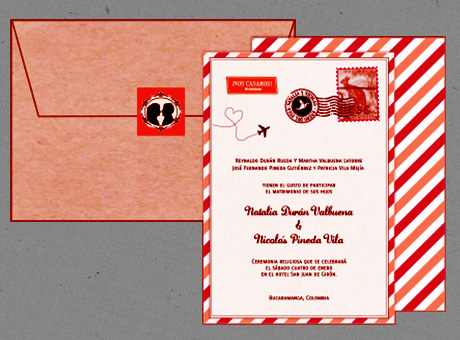 ¡NOS CASAMOS!
Reynaldo Durán Rueda y Martha Valbuena Latorre
José Fernando Pineda Gutiérrez y Patricia Vila Mejía
tienen el gusto de participar
el matrimonio de sus hijos
Natalia Durán Valbuena
&
Nicolás Pineda Vila
Ceremonia religiosa que se celebrará
el sábado cuatro de enero
en el hotel San Juan de Girón.
Bucaramanga, Colombia